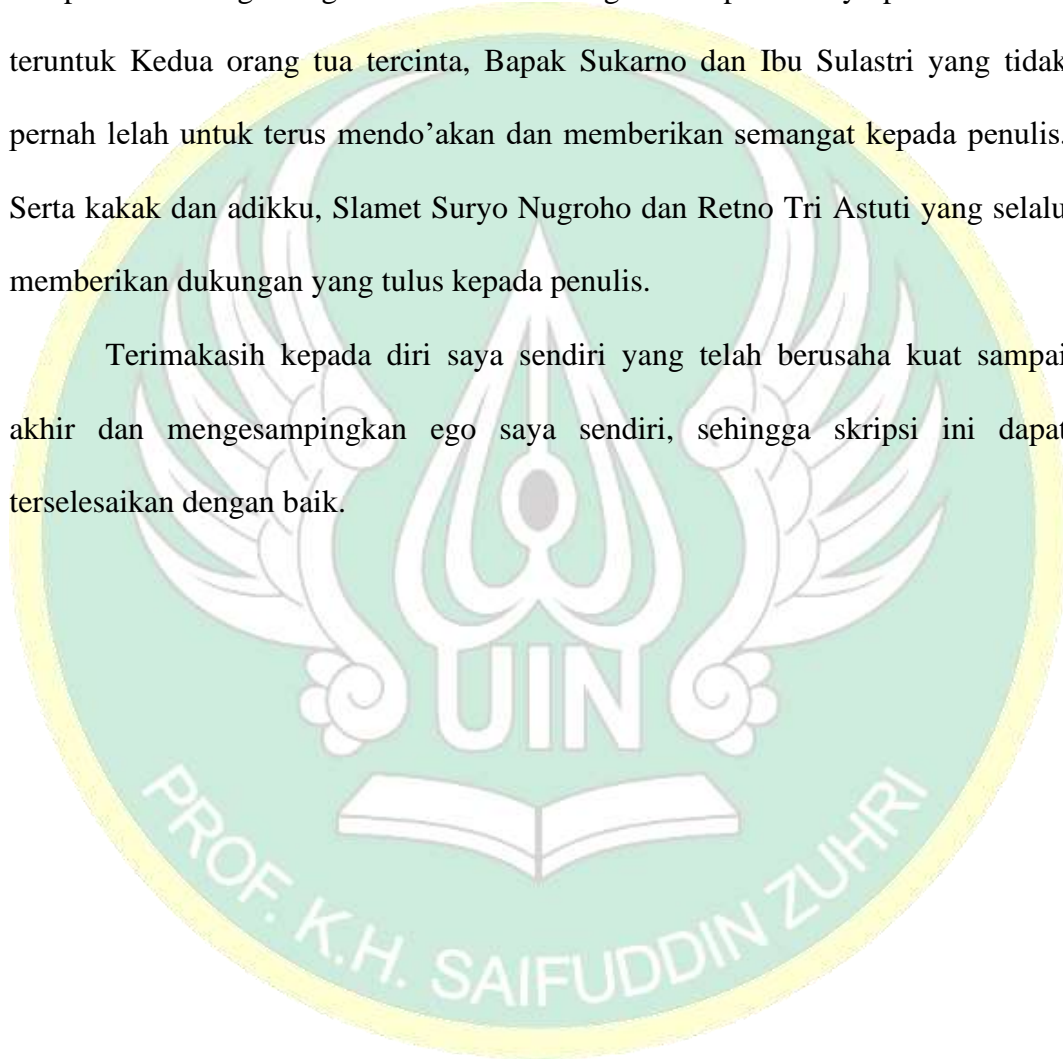 teruntuk Kedua orang tua tercinta, Bapak Sukarno dan Ibu Sulastri yang tidak
pernah lelah untuk terus mendo’akan dan memberikan semangat kepada penulis.
Serta kakak dan adikku, Slamet Suryo Nugroho dan Retno Tri Astuti yang selalu
memberikan dukungan yang tulus kepada penulis.
Terimakasih kepada diri saya sendiri yang telah berusaha kuat sampai
akhir dan mengesampingkan ego saya sendiri, sehingga skripsi ini dapat
terselesaikan dengan baik.
UIN
PROF. K.H. SAIFUDDIN ZUHRI